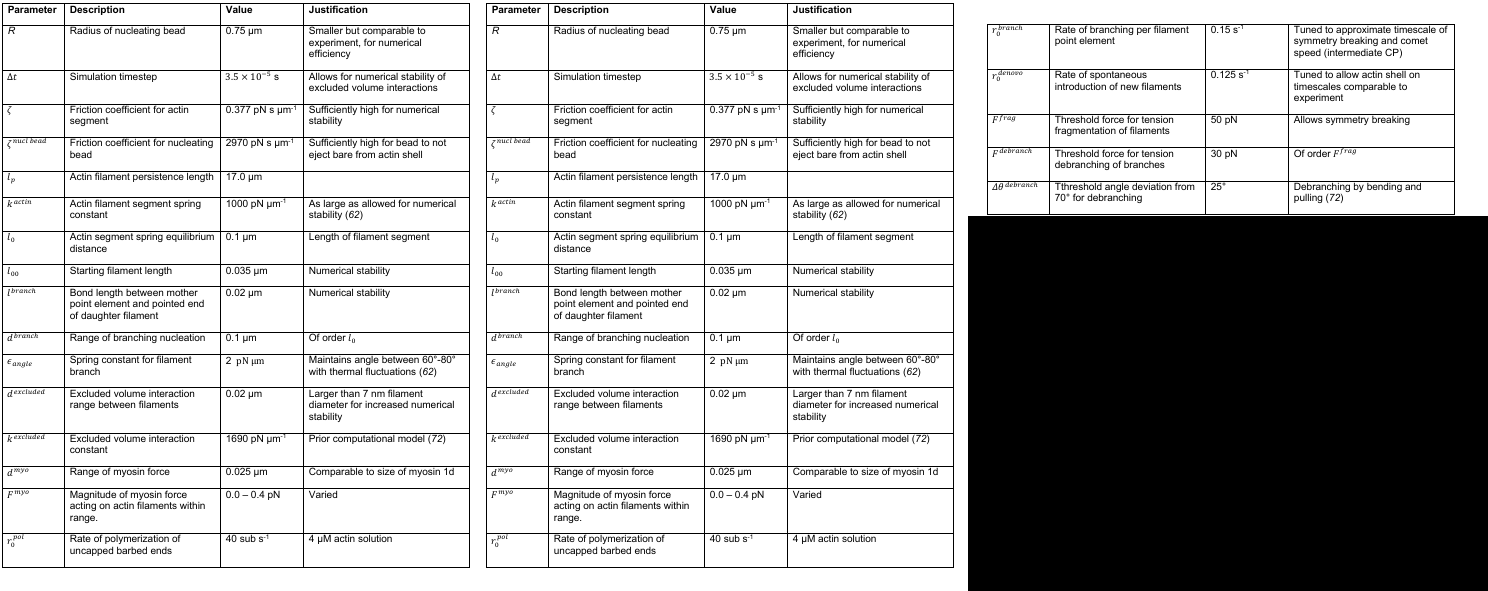 Parameter Description Value Justification
R Radius of nucleating bead 0.75 µm Smaller but comparable to
experiment, for numerical
efficiency
Δt Simulation timestep 3.5 × 10⁻⁵ s Allows for numerical stability of
excluded volume interactions
ζ Friction coefficient for actin 0.377 pN s µm⁻¹ Sufficiently high for numerical
segment stability
ζ^nucl bead Friction coefficient for nucleating 2970 pN s µm⁻¹ Sufficiently high for bead to not
bead eject bare from actin shell
l_p Actin filament persistence length 17.0 µm
k^actin Actin filament segment spring 1000 pN µm⁻¹ As large as allowed for numerical
constant stability (62)
l_0 Actin segment spring equilibrium 0.1 µm Length of filament segment
distance
l_00 Starting filament length 0.035 µm Numerical stability
l^branch Bond length between mother 0.02 µm Numerical stability
point element and pointed end
of daughter filament
d^branch Range of branching nucleation 0.1 µm Of order l_0
ϵ_angle Spring constant for filament 2 pN µm Maintains angle between 60°-80°
branch with thermal fluctuations (62)
d^excluded Excluded volume interaction 0.02 µm Larger than 7 nm filament
range between filaments diameter for increased numerical
stability
k^excluded Excluded volume interaction 1690 pN µm⁻¹ Prior computational model (72)
constant
d^myo Range of myosin force 0.025 µm Comparable to size of myosin 1d
F^myo Magnitude of myosin force 0.0 – 0.4 pN Varied
acting on actin filaments within
range.
r_0^pol Rate of polymerization of 40 sub s⁻¹ 4 µM actin solution
uncapped barbed ends
Parameter Description Value Justification
R Radius of nucleating bead 0.75 µm Smaller but comparable to
experiment, for numerical
efficiency
Δt Simulation timestep 3.5 × 10⁻⁵ s Allows for numerical stability of
excluded volume interactions
ζ Friction coefficient for actin 0.377 pN s µm⁻¹ Sufficiently high for numerical
segment stability
ζ^nucl bead Friction coefficient for nucleating 2970 pN s µm⁻¹ Sufficiently high for bead to not
bead eject bare from actin shell
l_p Actin filament persistence length 17.0 µm
k^actin Actin filament segment spring 1000 pN µm⁻¹ As large as allowed for numerical
constant stability (62)
l_0 Actin segment spring equilibrium 0.1 µm Length of filament segment
distance
l_00 Starting filament length 0.035 µm Numerical stability
l^branch Bond length between mother 0.02 µm Numerical stability
point element and pointed end
of daughter filament
d^branch Range of branching nucleation 0.1 µm Of order l_0
ϵ_angle Spring constant for filament 2 pN µm Maintains angle between 60°-80°
branch with thermal fluctuations (62)
d^excluded Excluded volume interaction 0.02 µm Larger than 7 nm filament
range between filaments diameter for increased numerical
stability
k^excluded Excluded volume interaction 1690 pN µm⁻¹ Prior computational model (72)
constant
d^myo Range of myosin force 0.025 µm Comparable to size of myosin 1d
F^myo Magnitude of myosin force 0.0 – 0.4 pN Varied
acting on actin filaments within
range.
r_0^pol Rate of polymerization of 40 sub s⁻¹ 4 µM actin solution
uncapped barbed ends
r_0^branch Rate of branching per filament 0.15 s⁻¹ Tuned to approximate timescale of
point element symmetry breaking and comet
speed (intermediate CP)
r_0^denovo Rate of spontaneous 0.125 s⁻¹ Tuned to allow actin shell on
introduction of new filaments timescales comparable to
experiment
F^frag Threshold force for tension 50 pN Allows symmetry breaking
fragmentation of filaments
F^debranch Threshold force for tension 30 pN Of order F^frag
debranching of branches
Δθ^debranch Tthreshold angle deviation from 25° Debranching by bending and
70° for debranching pulling (72)